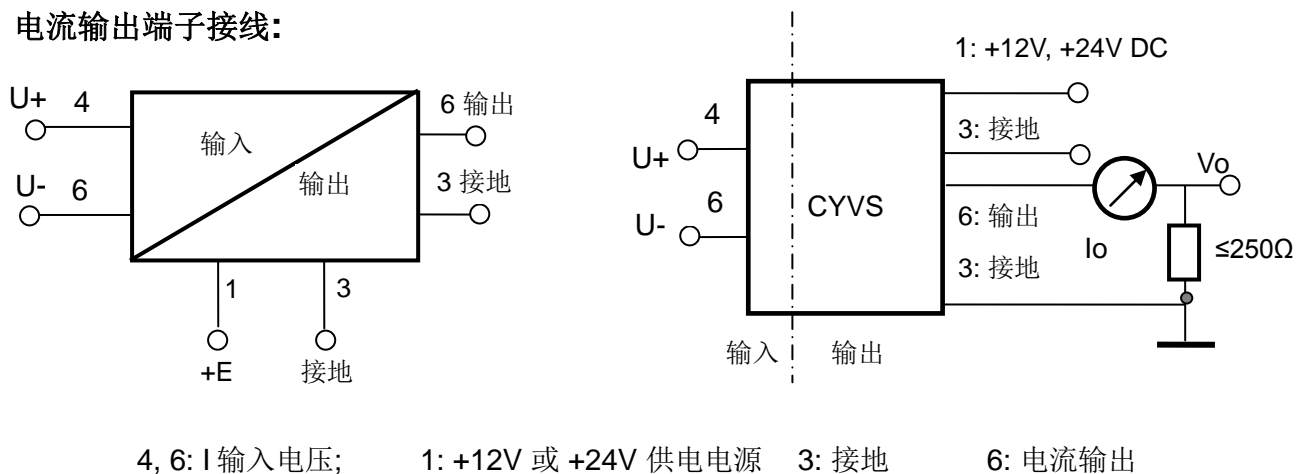 电流输出端子接线:
U+ 4
输入
6 输出
U- 6
输出
3 接地
1
3
+E
接地
1: +12V, +24V DC
4
U+
3: 接地
Vo
6
U-
CYVS
6: 输出
Io
≤250Ω
3: 接地
输入
输出
4, 6: I 输入电压; 1: +12V 或 +24V 供电电源 3: 接地 6: 电流输出